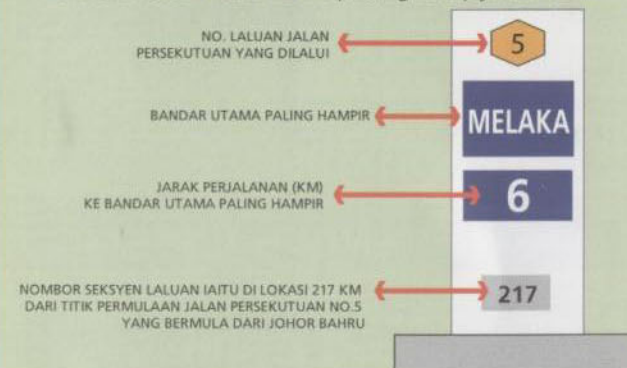 NO. LALUAN JALAN
PERSEKUTUAN YANG DILALUI
5
BANDAR UTAMA PALING HAMPIR
MELAKA
JARAK PERJALANAN (KM)
KE BANDAR UTAMA PALING HAMPIR
6
NOMBOR SEKSYEN LALUAN IAITU DI LOKASI 217 KM
DARI TITIK PERMULAAN JALAN PERSEKUTUAN NO.5
YANG BERMULA DARI JOHOR BAHRU
217